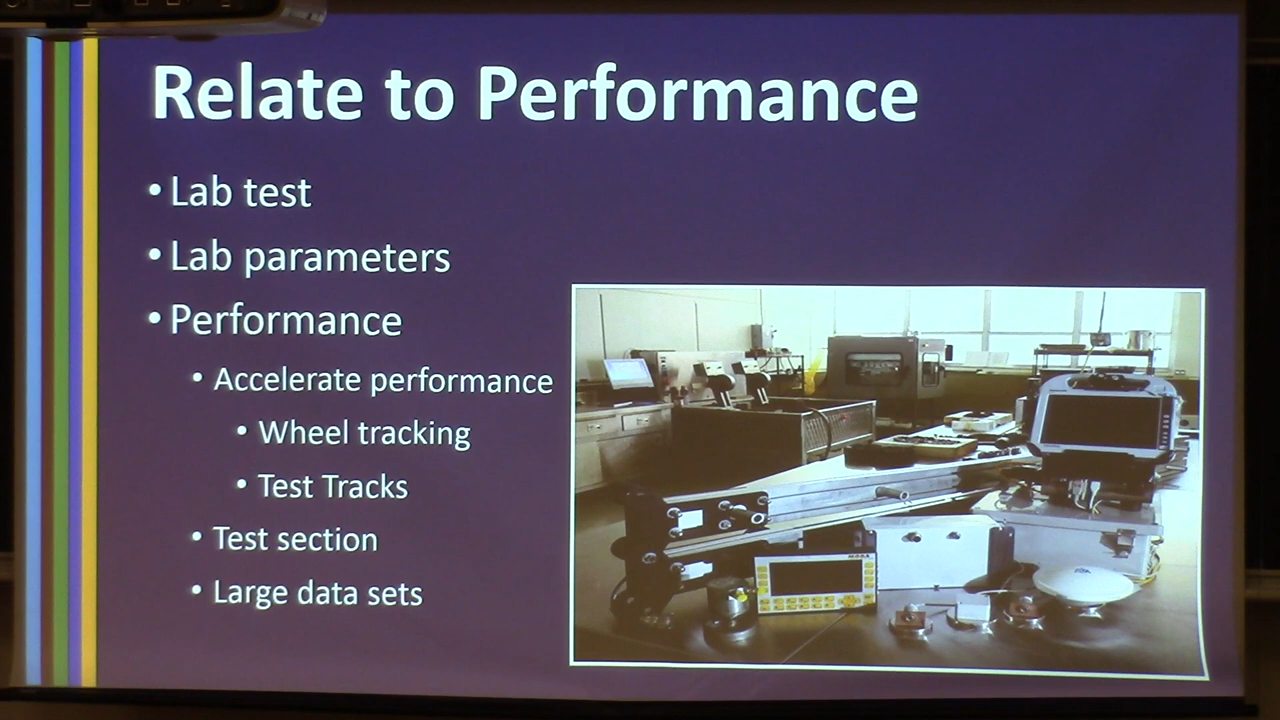 Relate to Performance
• Lab test
• Lab parameters
• Performance
• Accelerate performance
• Wheel tracking
• Test Tracks
• Test section
• Large data sets